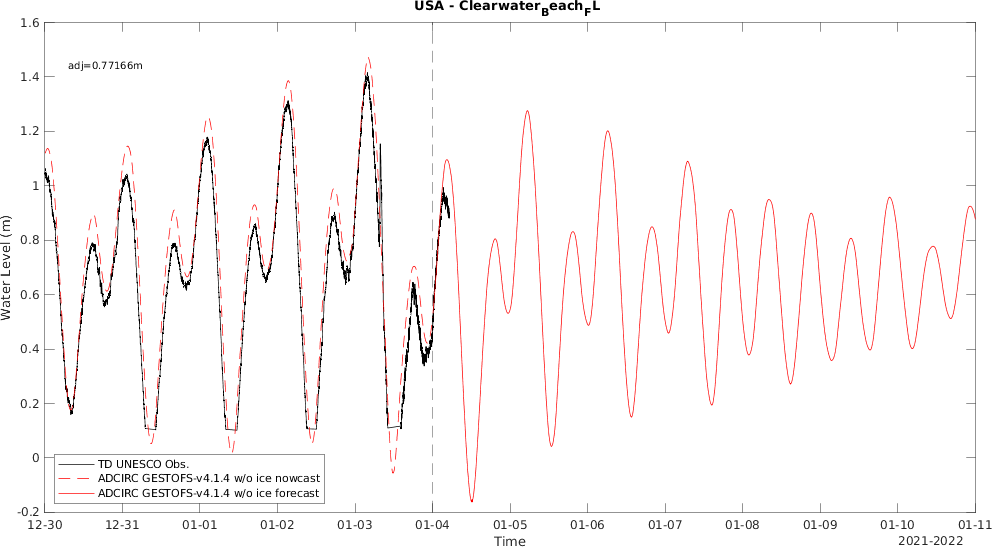 USA - Clearwater_Beach_FL
1.6
adj=0.77166m
1.4
1.2
1
0.8
0.6
0.4
0.2
0
-0.2
Water Level (m)
TD UNESCO Obs.
ADCIRC GESTOFS-v4.1.4 w/o ice nowcast
ADCIRC GESTOFS-v4.1.4 w/o ice forecast
12-30 12-31 01-01 01-02 01-03 01-04 01-05 01-06 01-07 01-08 01-09 01-10 01-11
Time
2021-2022